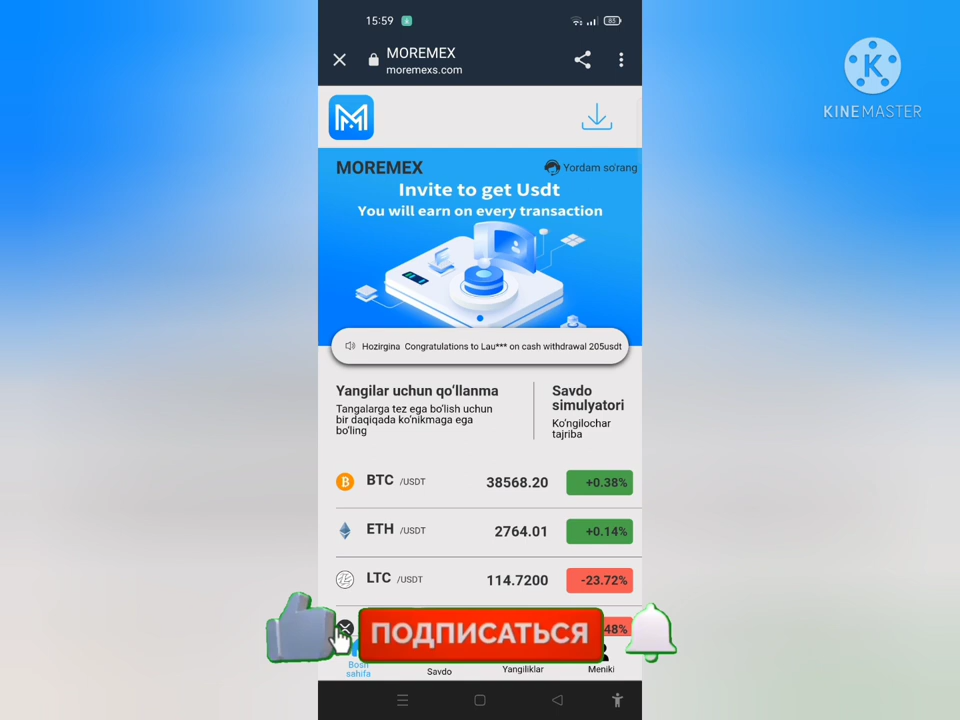 15:59
83
MOREMEX
moremexs.com
K
KINEMASTER
MOREMEX
Yordam so'rang
Invite to get Usdt
You will earn on every transaction
Hozirgina Congratulations to Lau*** on cash withdrawal 205usdt
Yangilar uchun qo'llanma
Tangalarga tez ega bo'lish uchun
bir daqiqada ko'nikmaga ega
bo'ling
Savdo
simulyatori
Ko'ngilochar
tajriba
BTC /USDT 38568.20 +0.38%
ETH /USDT 2764.01 +0.14%
LTC /USDT 114.7200 -23.72%
48%
ПОДПИСАТЬСЯ
Bosh
sahifa
Savdo
Yangiliklar
Meniki